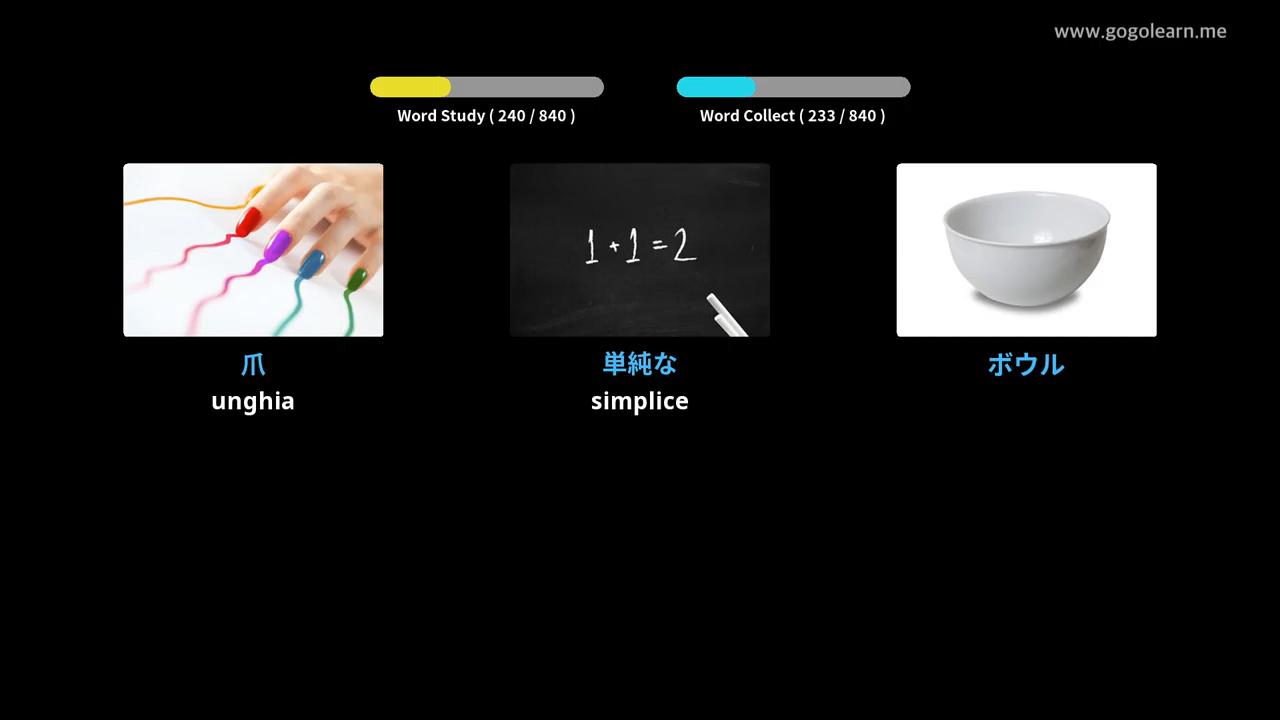 www.gogolearn.me
Word Study ( 240 / 840 )
Word Collect ( 233 / 840 )
1+1=2
爪
単純な
ボウル
unghia
simplice